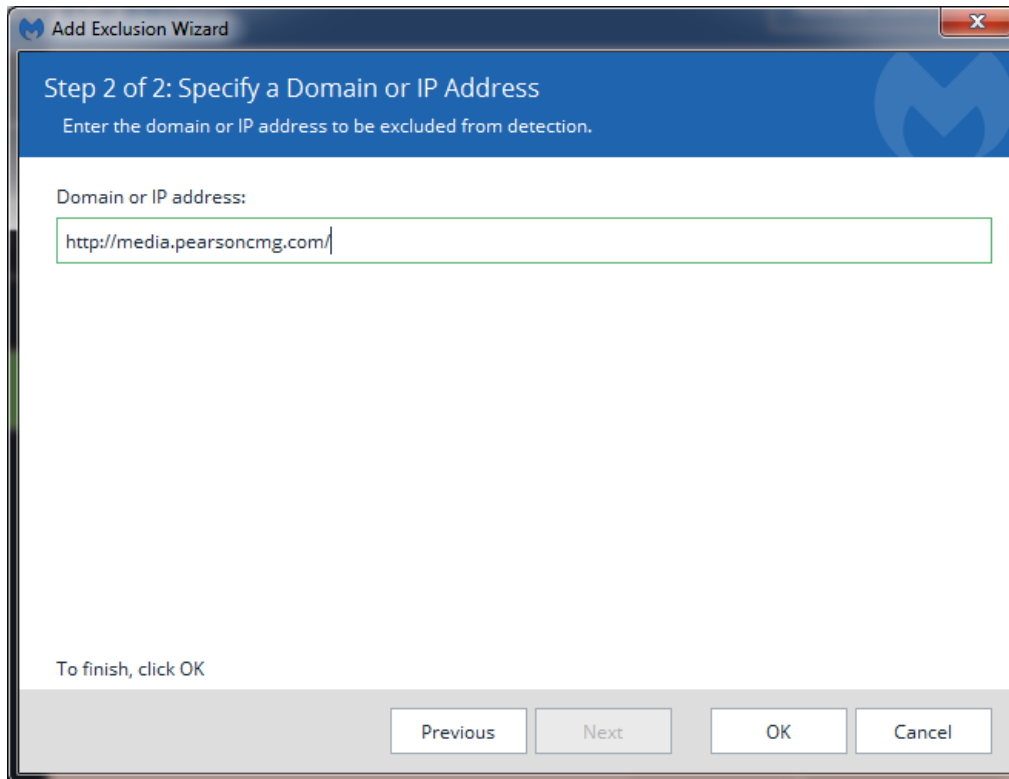 Add Exclusion Wizard
Step 2 of 2: Specify a Domain or IP Address
Enter the domain or IP address to be excluded from detection.
Domain or IP address:
http://media.pearsoncmg.com/
To finish, click OK
Previous Next OK Cancel